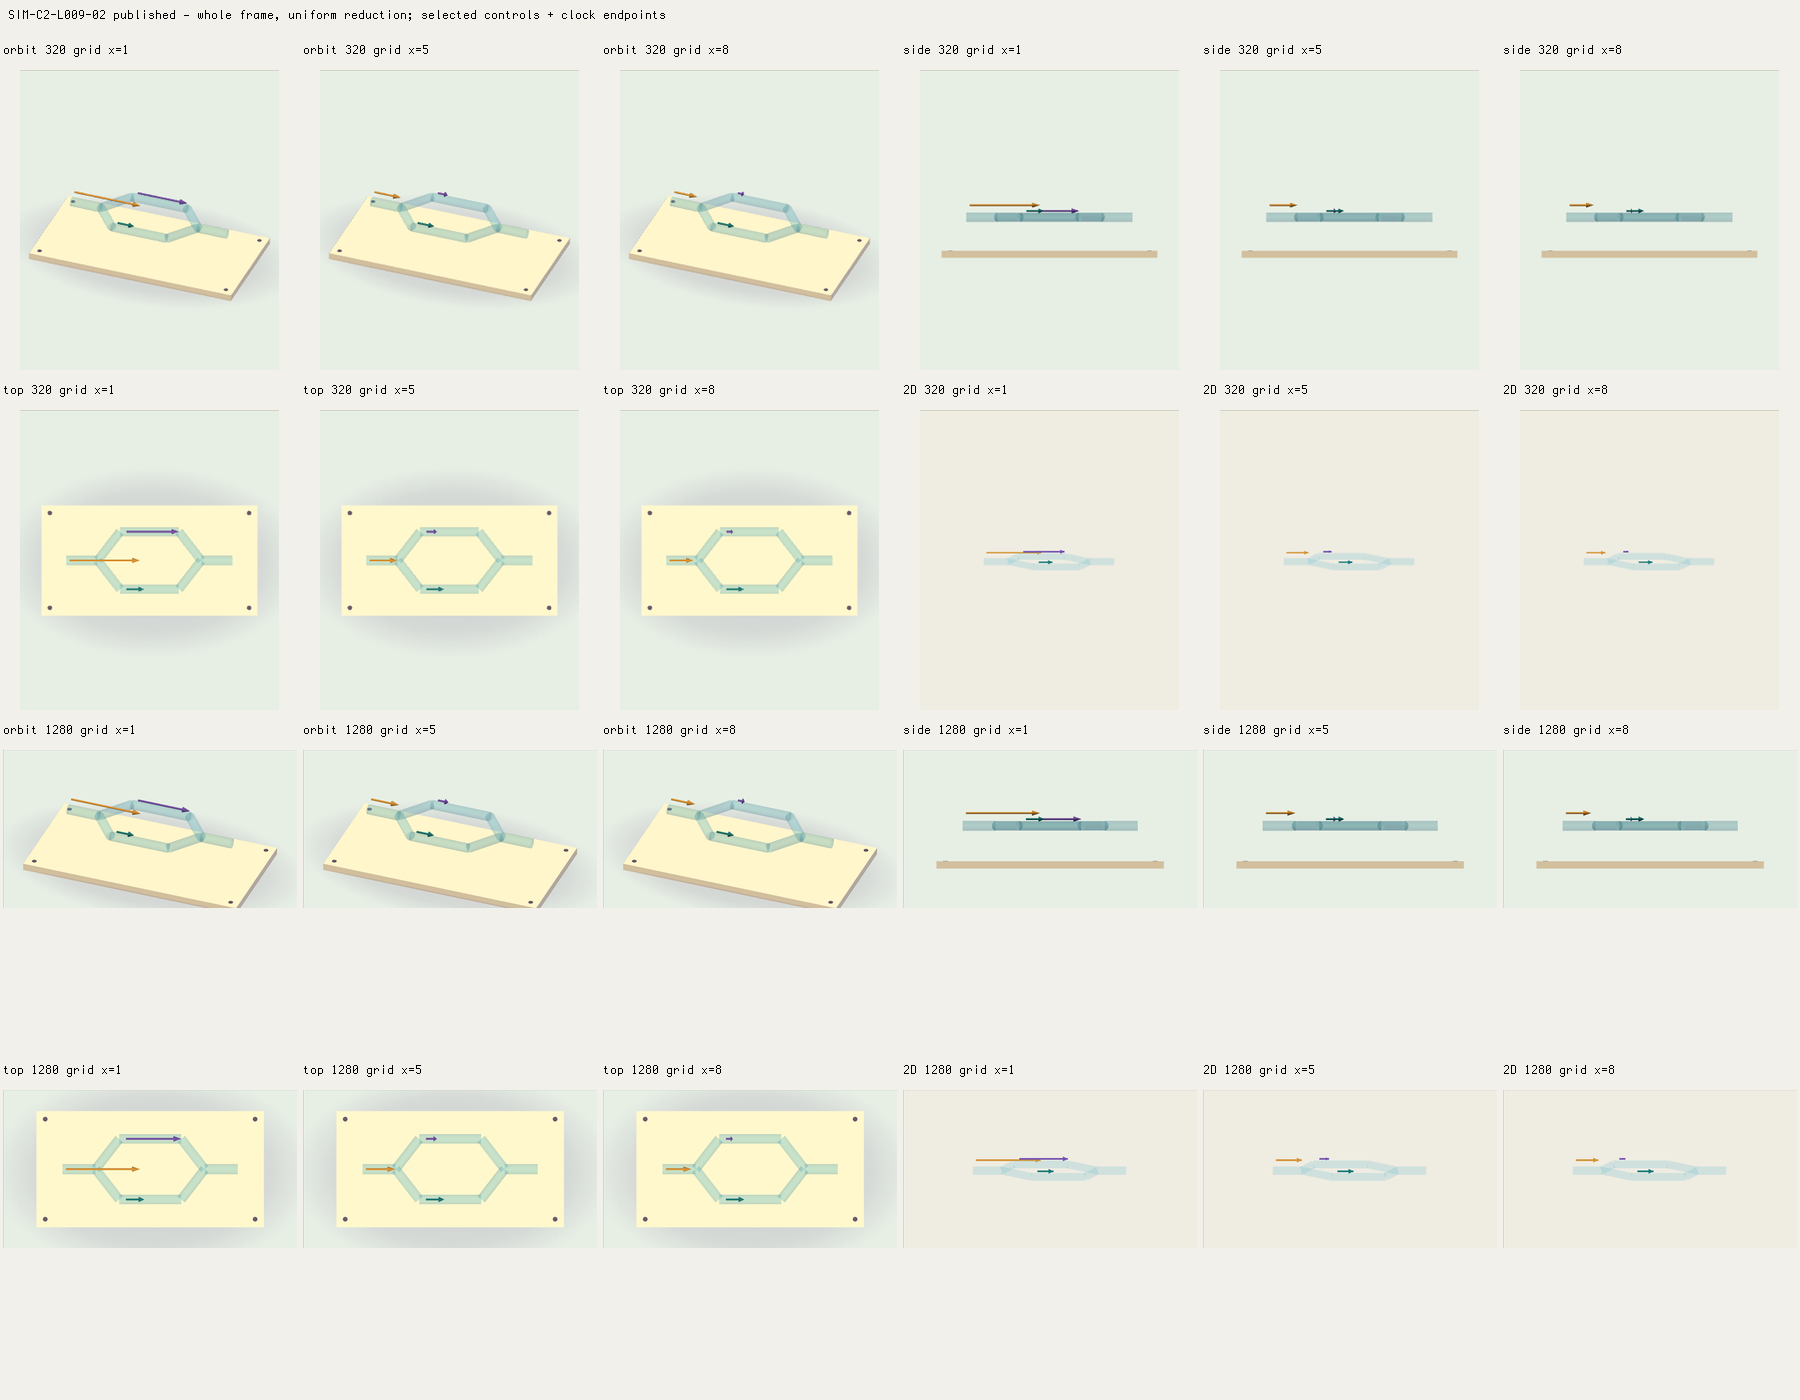 SIM-C2-L009-02 published — whole frame, uniform reduction; selected controls + clock endpoints
orbit 320 grid x=1
orbit 320 grid x=5
orbit 320 grid x=8
side 320 grid x=1
side 320 grid x=5
side 320 grid x=8
top 320 grid x=1
top 320 grid x=5
top 320 grid x=8
2D 320 grid x=1
2D 320 grid x=5
2D 320 grid x=8
orbit 1280 grid x=1
orbit 1280 grid x=5
orbit 1280 grid x=8
side 1280 grid x=1
side 1280 grid x=5
side 1280 grid x=8
top 1280 grid x=1
top 1280 grid x=5
top 1280 grid x=8
2D 1280 grid x=1
2D 1280 grid x=5
2D 1280 grid x=8